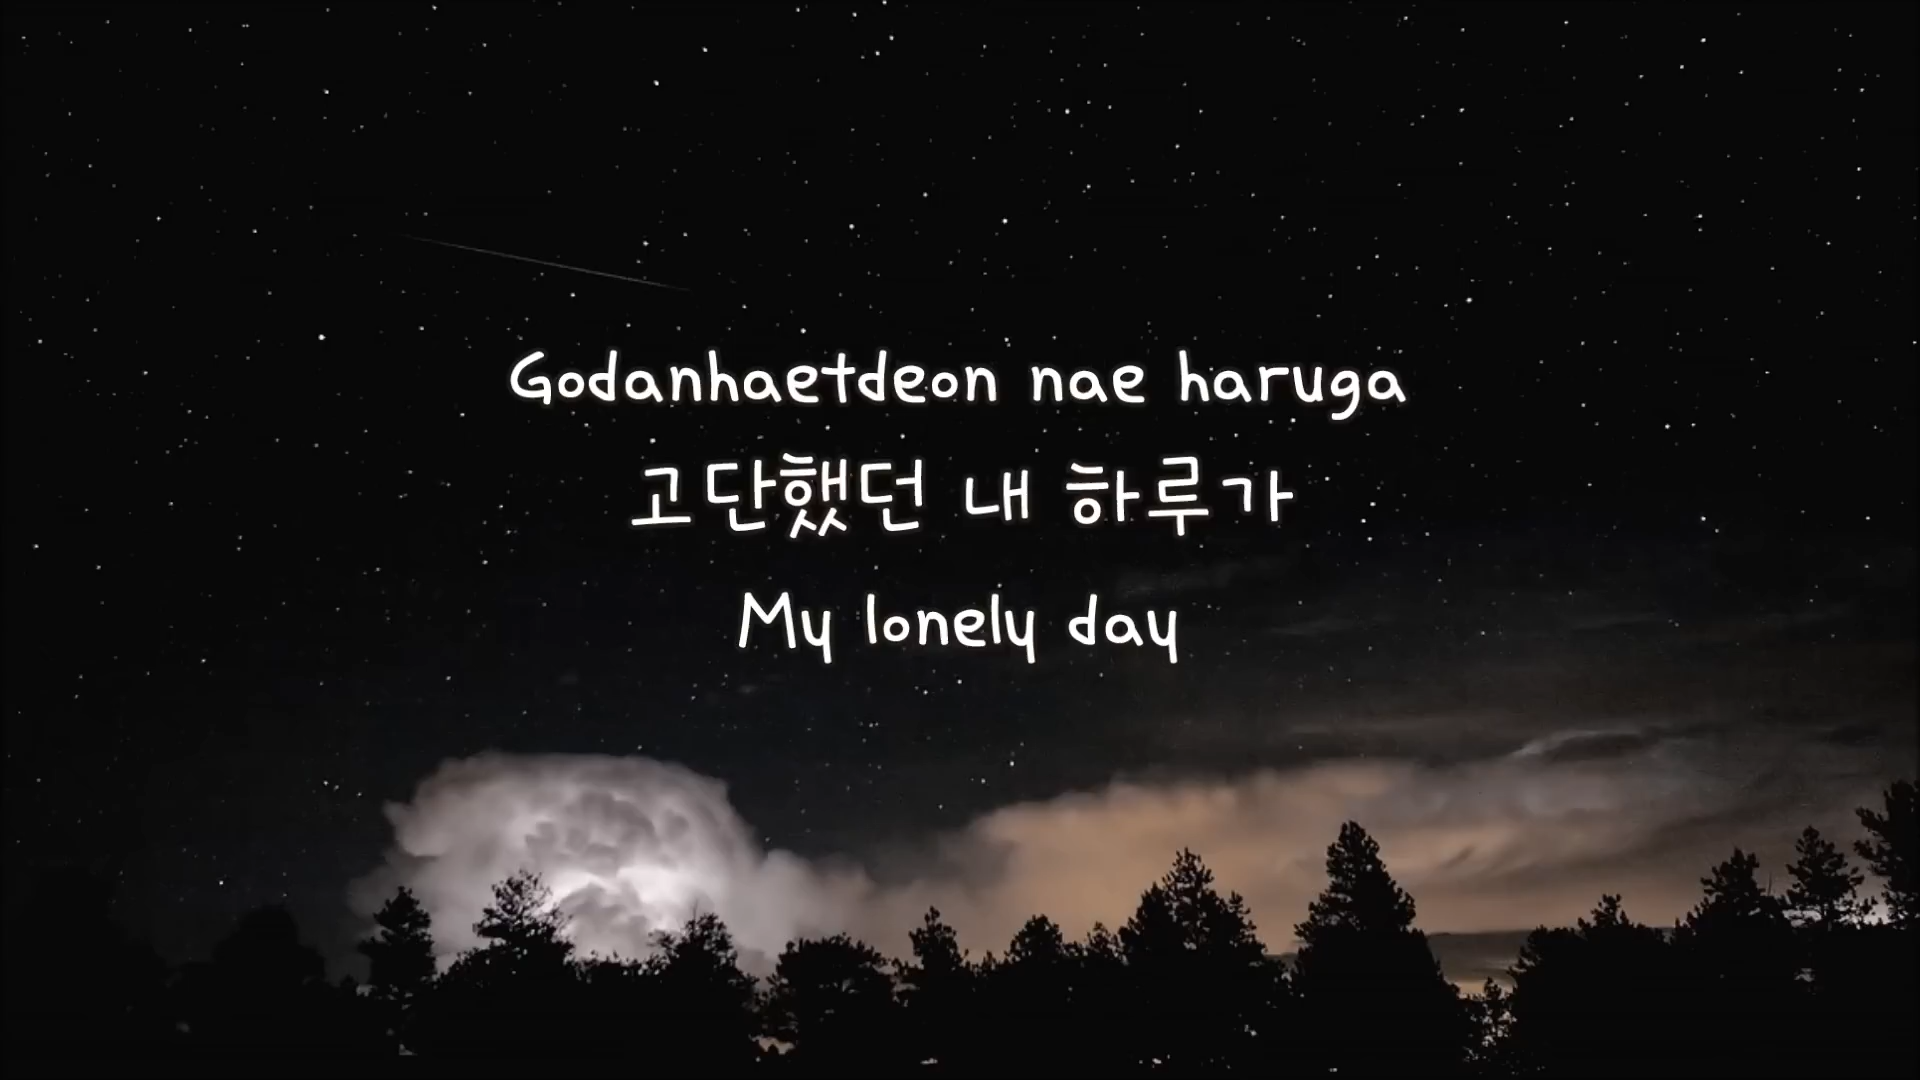 Godanhaetdeon nae haruga
고단했던 내 하루가
My lonely day